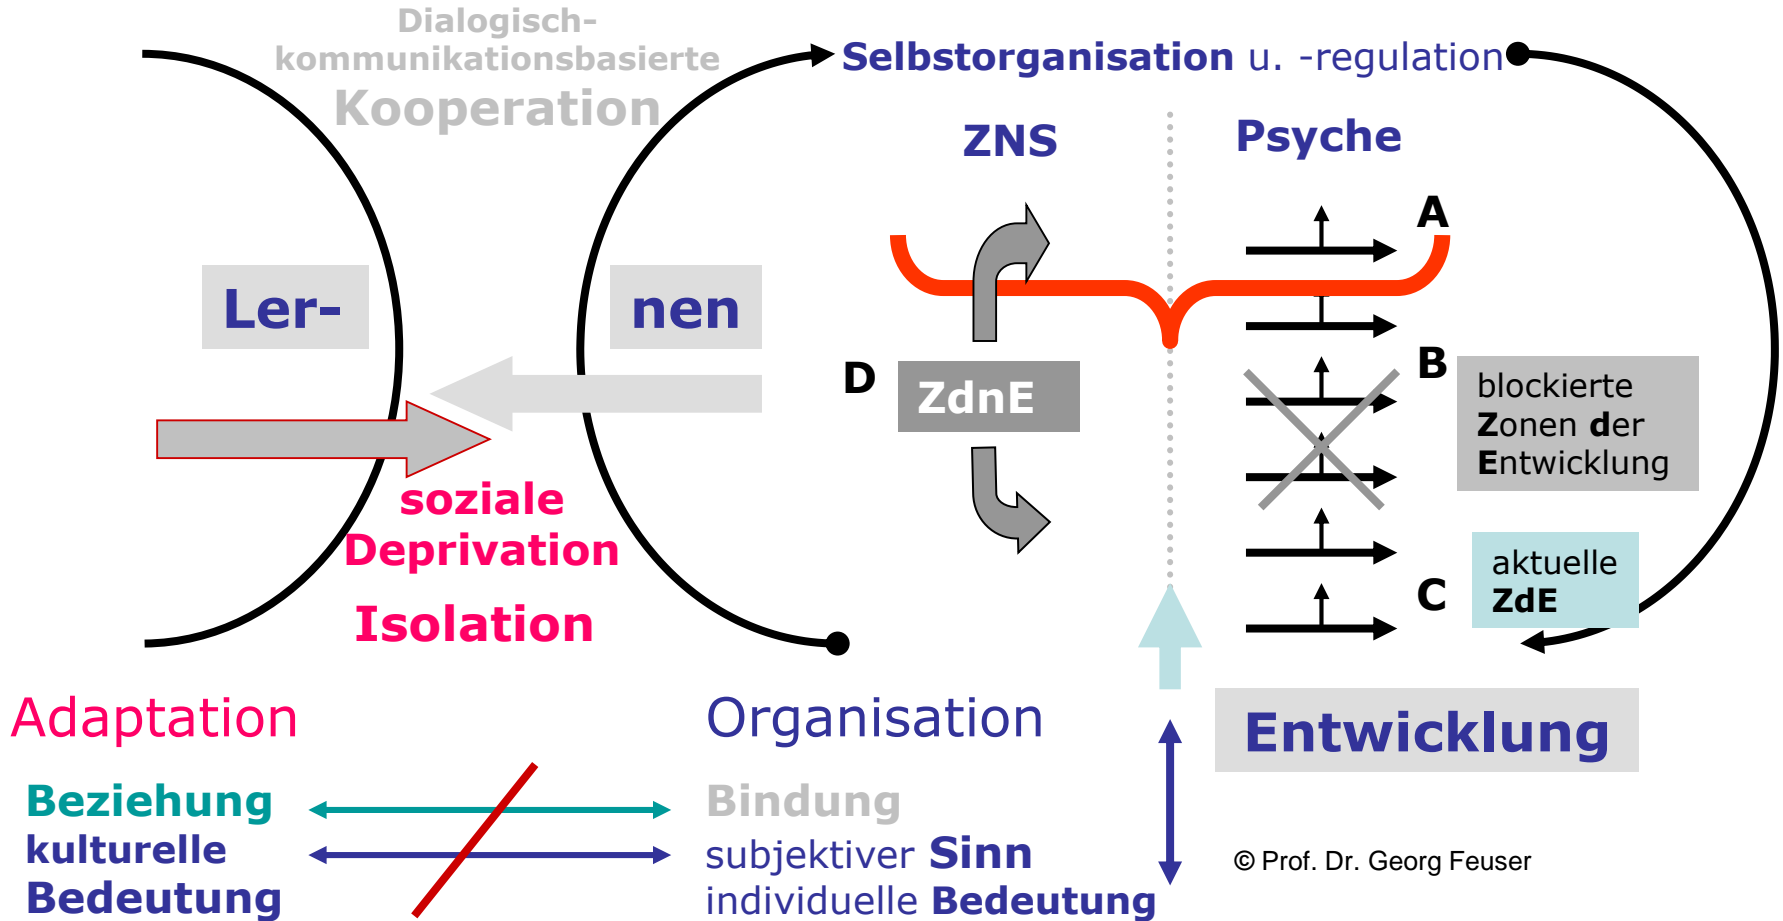 Dialogisch-
kommunikationsbasierte
Kooperation
Selbstorganisation u. -regulation
ZNS
Psyche
A
Ler-
nen
D
ZdnE
B
blockierte
Zonen der
Entwicklung
soziale
Deprivation
Isolation
C
aktuelle
ZdE
Adaptation
Organisation
Entwicklung
Beziehung
Bindung
kulturelle
Bedeutung
subjektiver Sinn
individuelle Bedeutung
© Prof. Dr. Georg Feuser